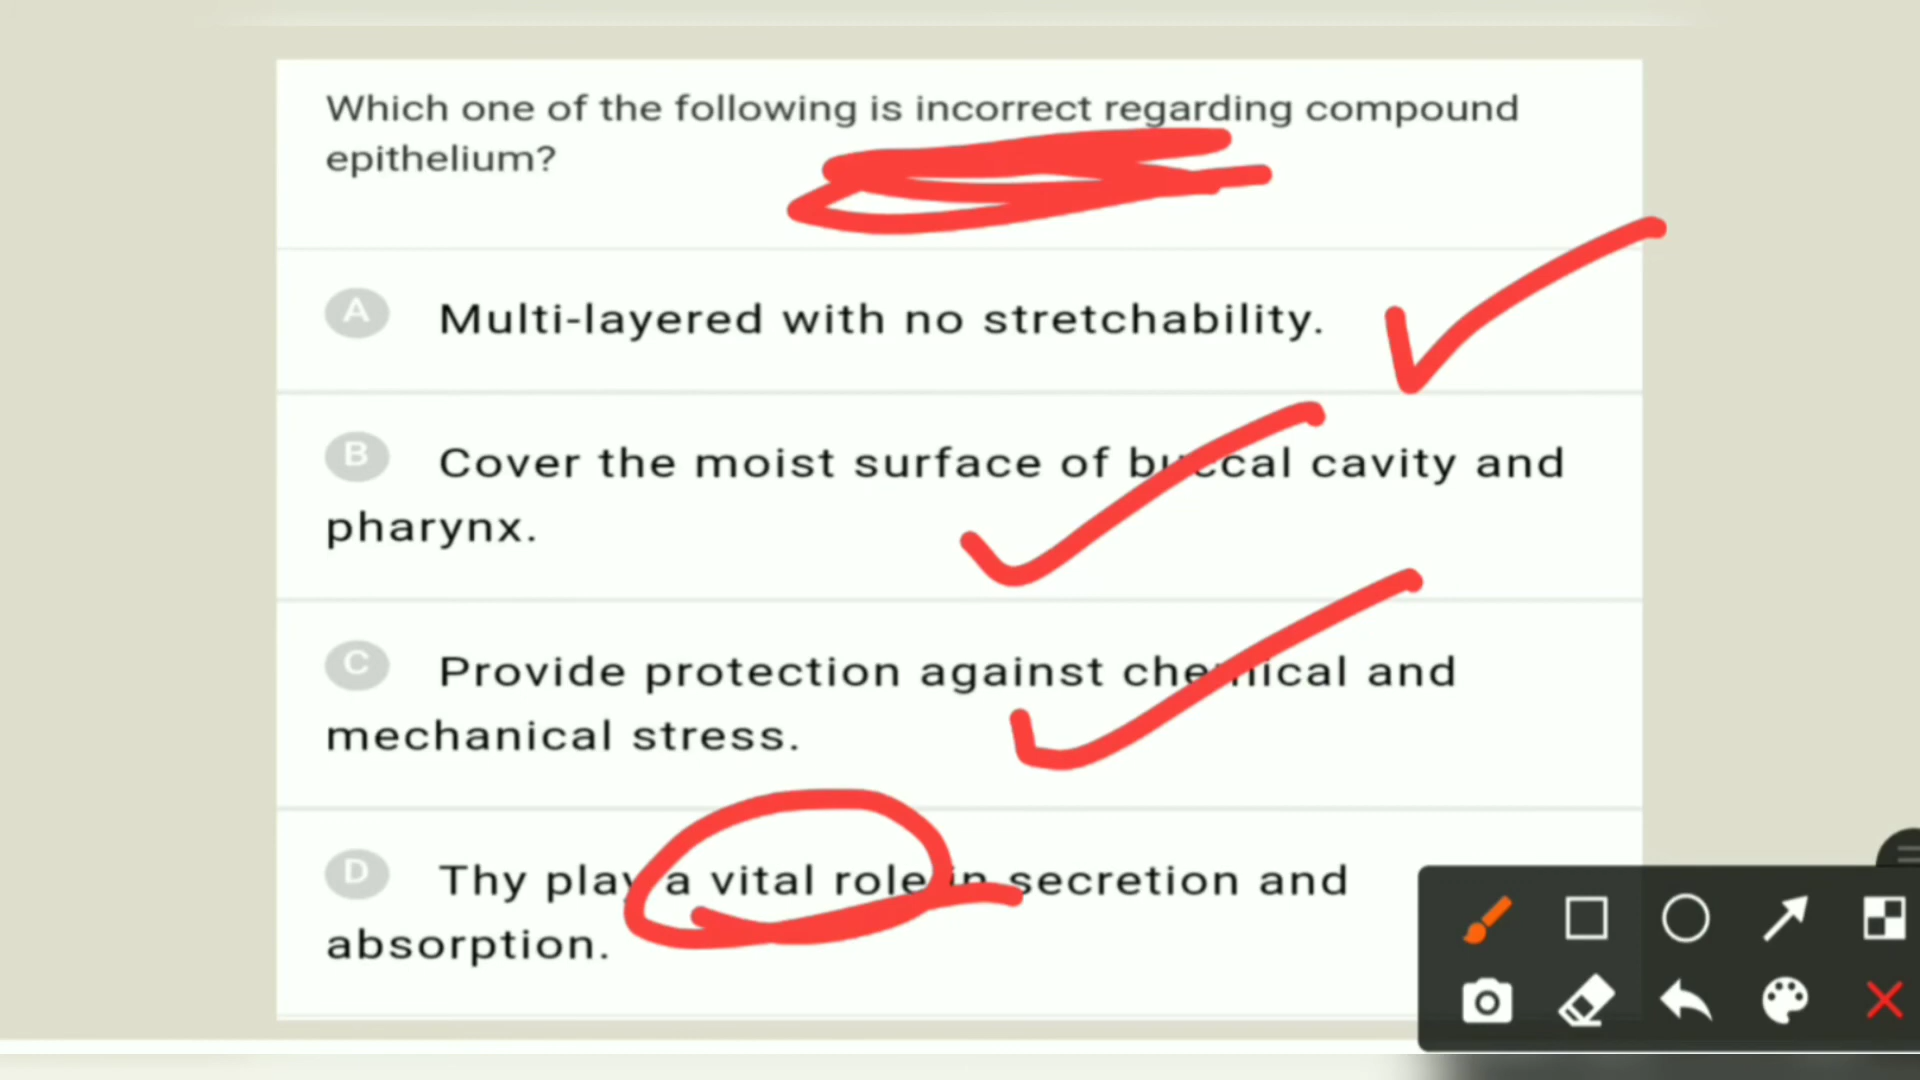 Which one of the following is incorrect regarding compound
epithelium?
A Multi-layered with no stretchability.
B Cover the moist surface of buccal cavity and
pharynx.
C Provide protection against chemical and
mechanical stress.
D Thy play a vital role in secretion and
absorption.